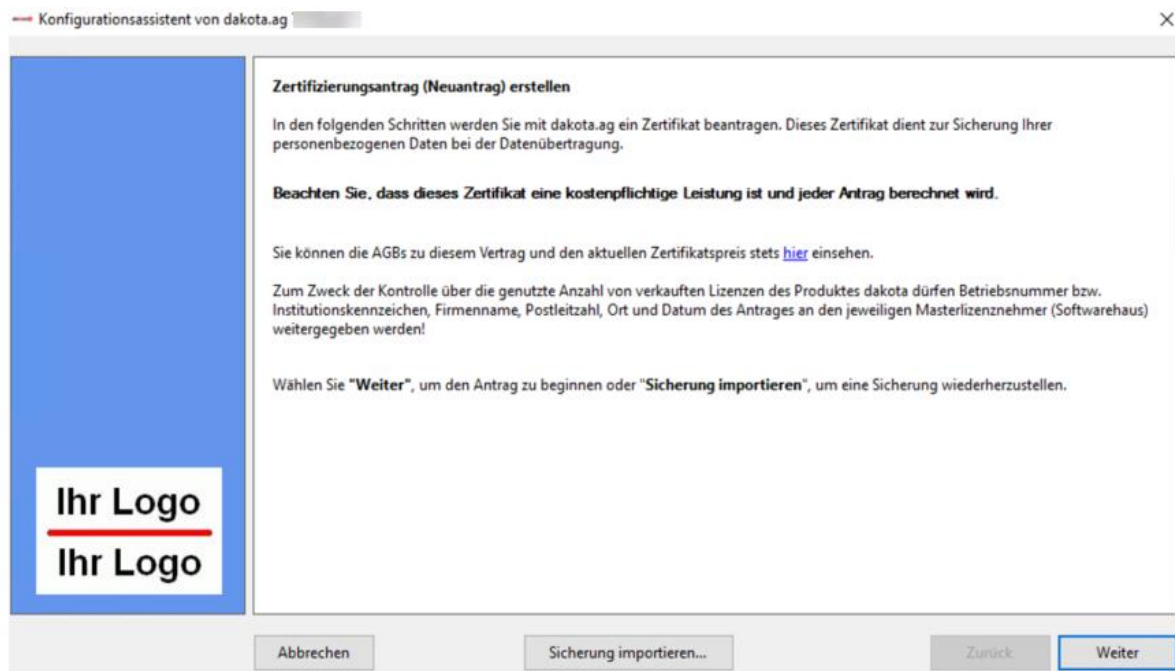 Konfigurationsassistent von dakota.ag
Zertifizierungsantrag (Neuantrag) erstellen
In den folgenden Schritten werden Sie mit dakota.ag ein Zertifikat beantragen. Dieses Zertifikat dient zur Sicherung Ihrer
personenbezogenen Daten bei der Datenübertragung.
Beachten Sie, dass dieses Zertifikat eine kostenpflichtige Leistung ist und jeder Antrag berechnet wird.
Sie können die AGBs zu diesem Vertrag und den aktuellen Zertifikatspreis stets hier einsehen.
Zum Zweck der Kontrolle über die genutzte Anzahl von verkauften Lizenzen des Produktes dakota dürfen Betriebsnummer bzw.
Institutionskennzeichen, Firmenname, Postleitzahl, Ort und Datum des Antrages an den jeweiligen Masterlizenznehmer (Softwarehaus)
weitergegeben werden!
Wählen Sie "Weiter", um den Antrag zu beginnen oder "Sicherung importieren", um eine Sicherung wiederherzustellen.
Ihr Logo
Ihr Logo
Abbrechen
Sicherung importieren...
Zurück
Weiter